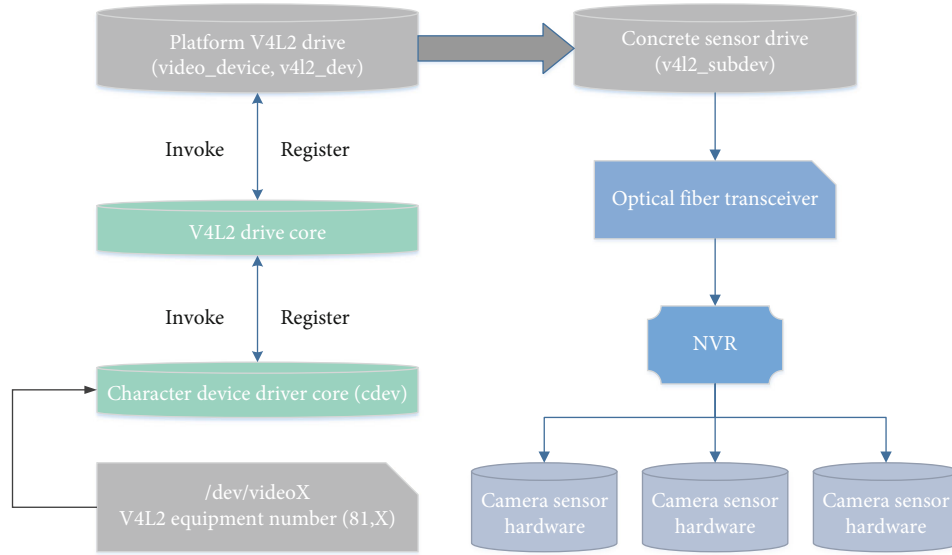 Platform V4L2 drive
(video_device, v4l2_dev)
Concrete sensor drive
(v4l2_subdev)
Invoke
Register
Optical fiber transceiver
V4L2 drive core
Invoke
Register
NVR
Character device driver core (cdev)
/dev/videoX
V4L2 equipment number (81,X)
Camera sensor
hardware
Camera sensor
hardware
Camera sensor
hardware